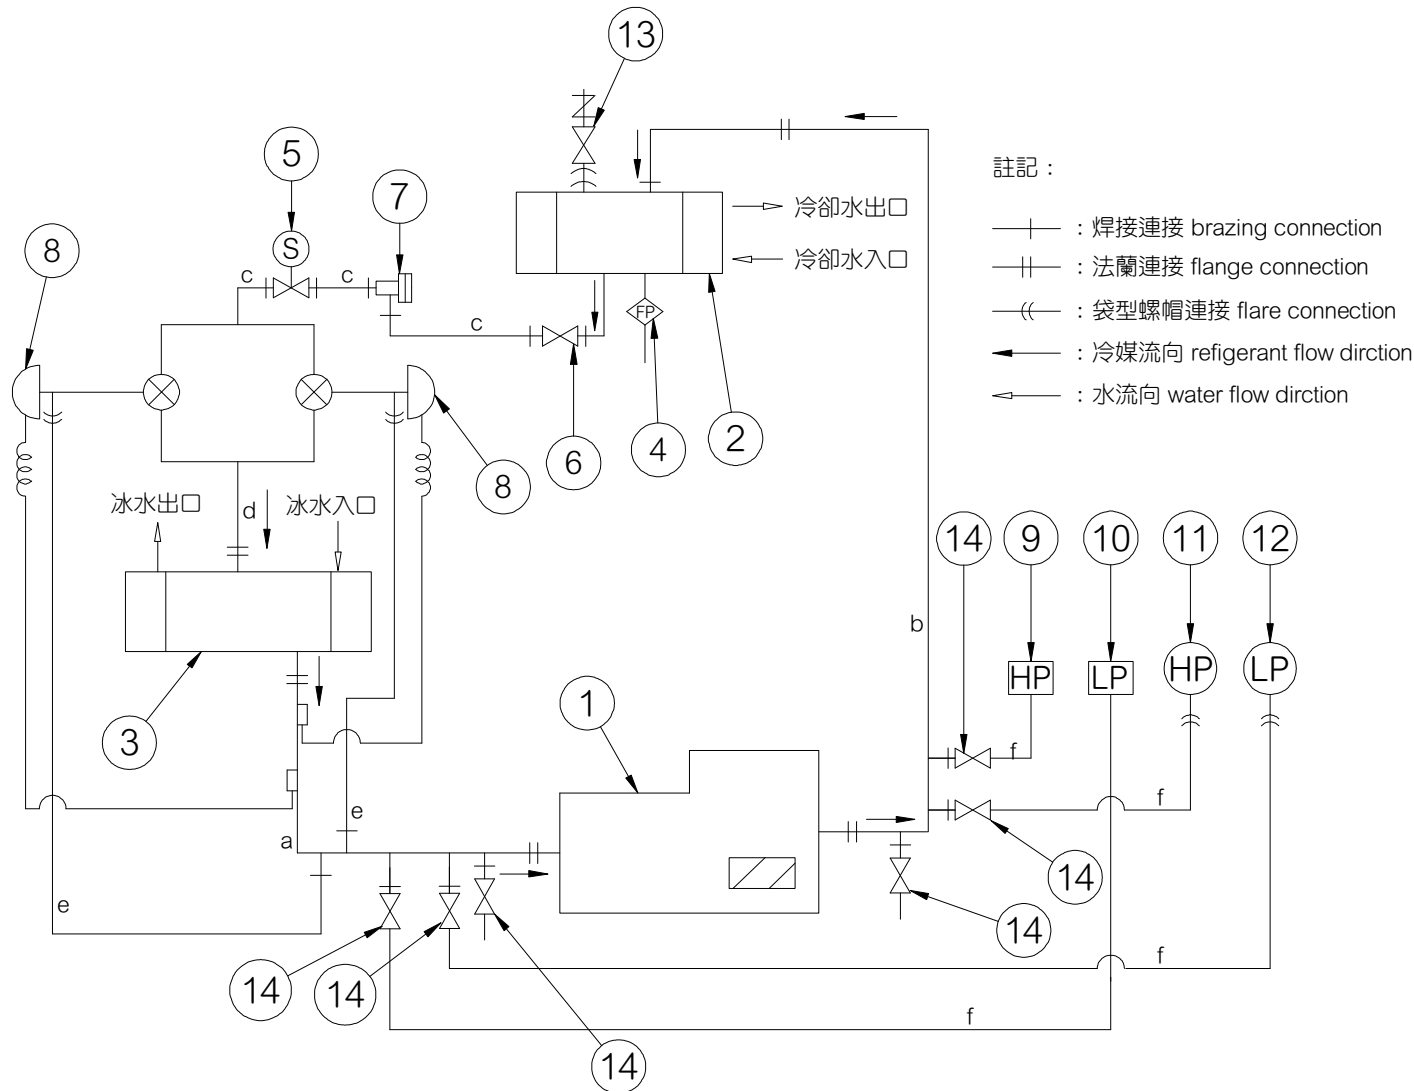 13
5
7
8
S
c
c
c
註記：
冷卻水出口
冷卻水入口
：焊接連接 brazing connection
：法蘭連接 flange connection
：袋型螺帽連接 flare connection
：冷媒流向 refigerant flow dirction
：水流向 water flow dirction
FP
6
4
2
8
冰水出口
冰水入口
d
14
9
10
11
12
b
HP
LP
HP
LP
3
1
f
f
e
a
e
14
14
14
14
14
f
f